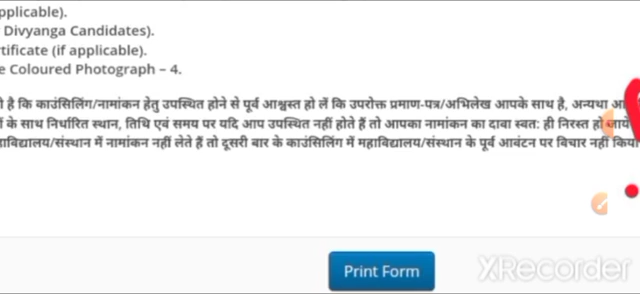 pplicable).
Divyanga Candidates).
rtificate (if applicable).
e Coloured Photograph – 4.
है कि काउंसिलिंग/नामांकन हेतु उपस्थित होने से पूर्व आश्वस्त हो लें कि उपरोक्त प्रमाण-पत्र/अभिलेख आपके साथ है, अन्यथा
के साथ निर्धारित स्थान, तिथि एवं समय पर यदि आप उपस्थित नहीं होते हैं तो आपका नामांकन का दावा स्वत: ही निरस्त हो जाये
हाविद्यालय/संस्थान में नामांकन नहीं लेते हैं तो दूसरी बार के काउंसिलिंग में महाविद्यालय/संस्थान के पूर्व आवंटन पर विचार नहीं किया
Print Form
XRecorder